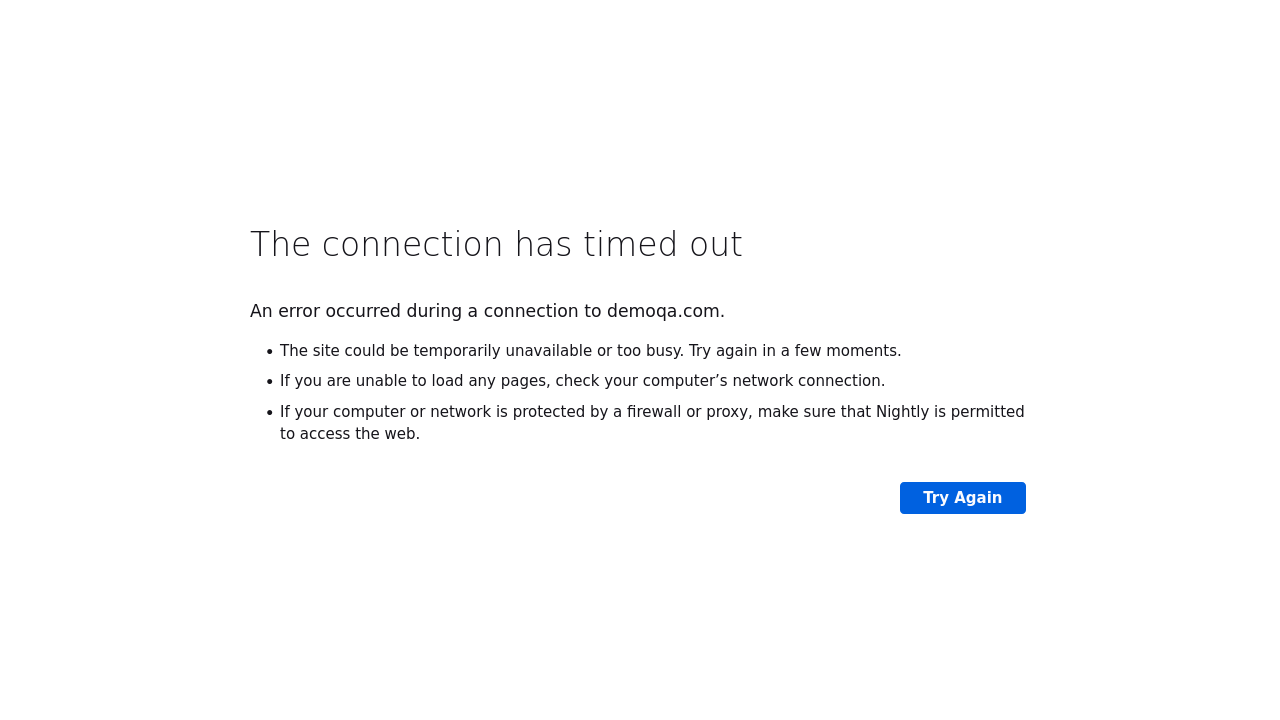 The connection has timed out
An error occurred during a connection to demoqa.com.
• The site could be temporarily unavailable or too busy. Try again in a few moments.
• If you are unable to load any pages, check your computer’s network connection.
• If your computer or network is protected by a firewall or proxy, make sure that Nightly is permitted
to access the web.
Try Again